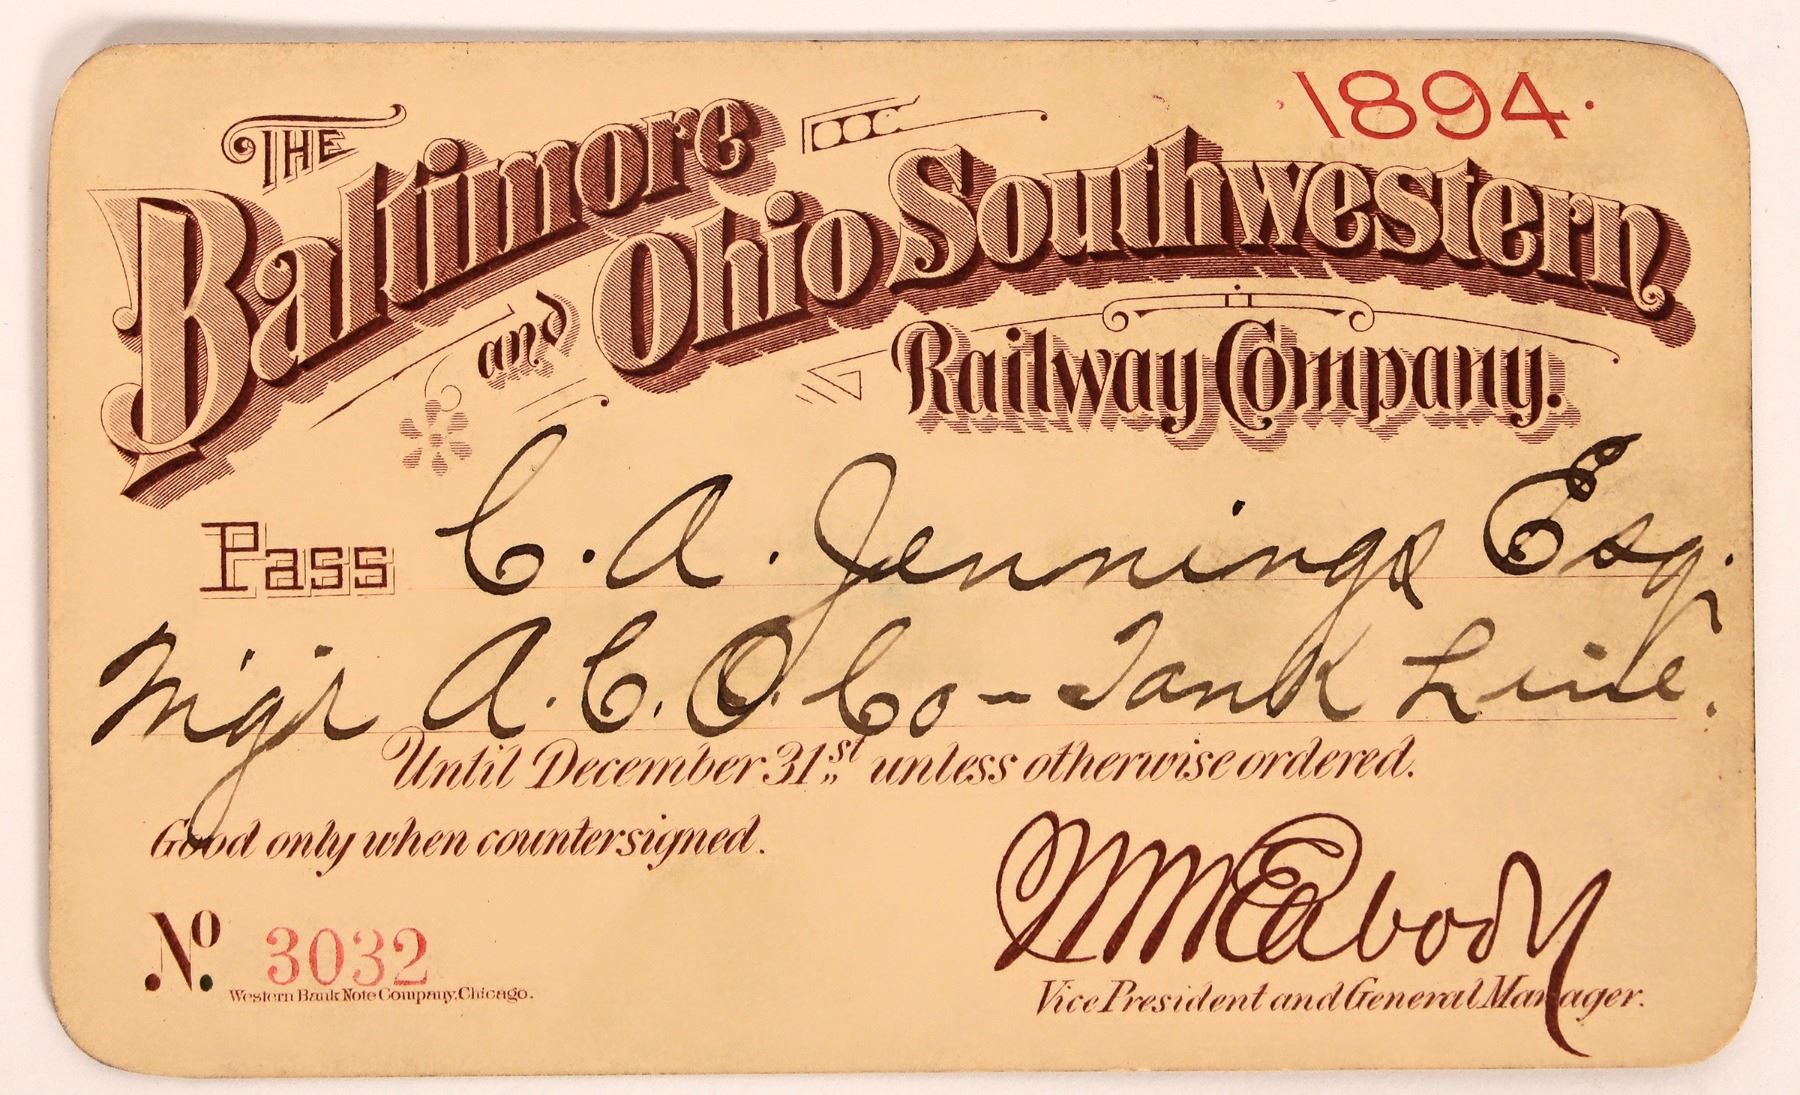 1894.
THE
Baltimore
and Ohio Southwestern
Railway Company.
Pass C. A. Jennings Esq.
Mgr A. C. O. Co - Tank Line.
Until December 31st unless otherwise ordered.
Good only when countersigned.
No. 3032
Western Bank Note Company. Chicago.
WMPeabody
Vice President and General Manager.